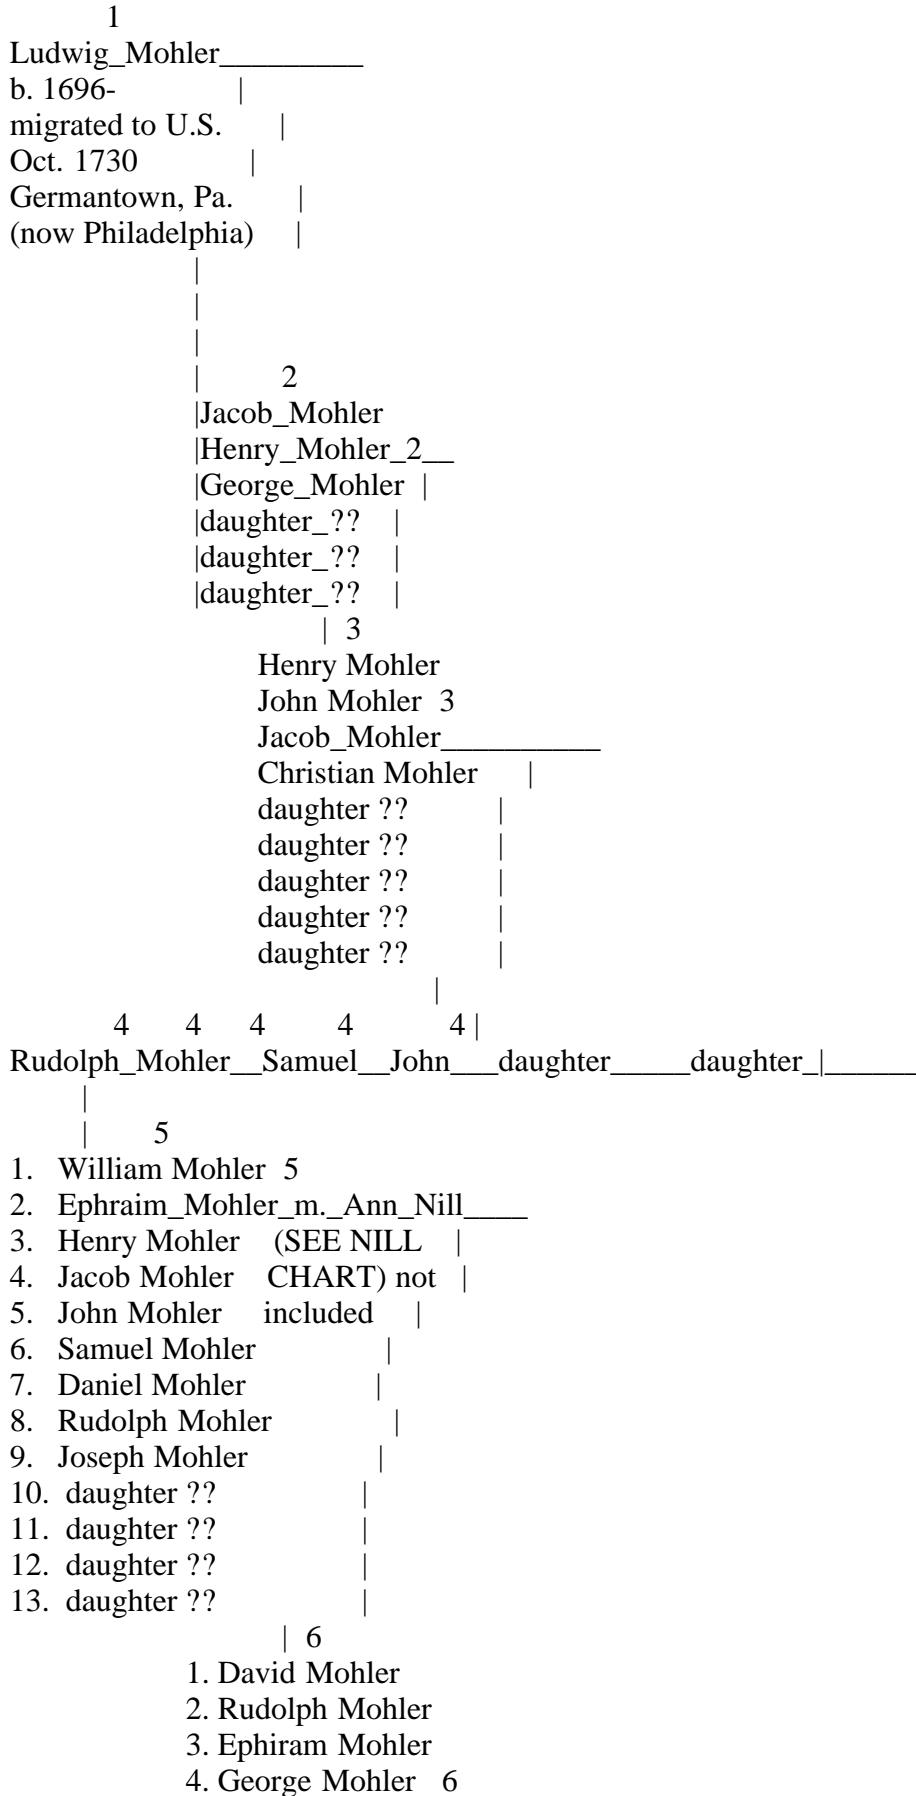 1
Ludwig_Mohler_________
b. 1696- |
migrated to U.S. |
Oct. 1730 |
Germantown, Pa. |
(now Philadelphia) |
|
|
|
| 2
|Jacob_Mohler
|Henry_Mohler_2__
|George_Mohler |
|daughter_?? |
|daughter_?? |
|daughter_?? |
| 3
Henry Mohler
John Mohler 3
Jacob_Mohler__________
Christian Mohler |
daughter ?? |
daughter ?? |
daughter ?? |
daughter ?? |
daughter ?? |
|
4 4 4 4 4 |
Rudolph_Mohler__Samuel__John___daughter_____daughter_|______
|
| 5
1. William Mohler 5
2. Ephraim_Mohler_m._Ann_Nill____
3. Henry Mohler (SEE NILL |
4. Jacob Mohler CHART) not |
5. John Mohler included |
6. Samuel Mohler |
7. Daniel Mohler |
8. Rudolph Mohler |
9. Joseph Mohler |
10. daughter ?? |
11. daughter ?? |
12. daughter ?? |
13. daughter ?? |
| 6
1. David Mohler
2. Rudolph Mohler
3. Ephiram Mohler
4. George Mohler 6